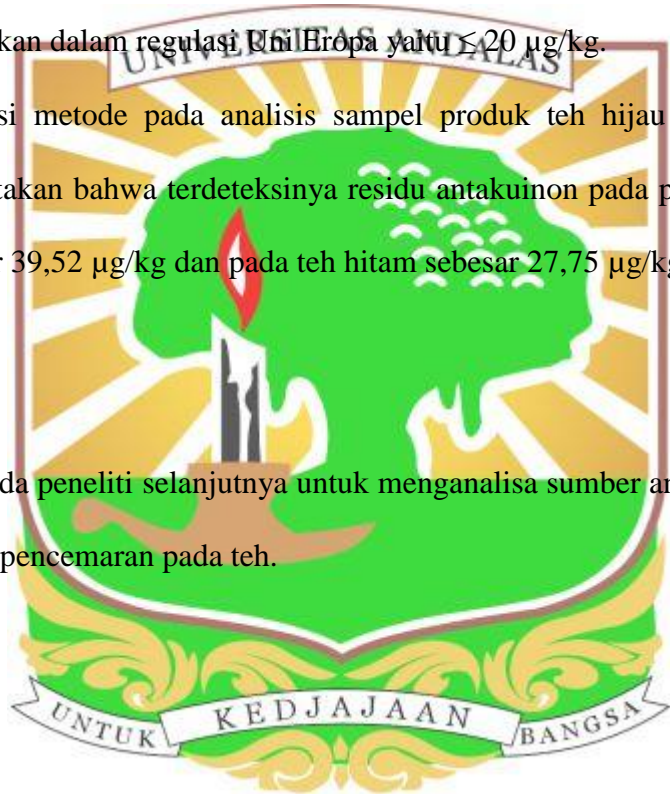 kan dalam regulasi Uni Eropa yaitu ≤ 20 µg/kg.
UNIVERSITAS ANDALAS
si metode pada analisis sampel produk teh hijau
takan bahwa terdeteksinya residu antakuinon pada p
r 39,52 µg/kg dan pada teh hitam sebesar 27,75 µg/kg
da peneliti selanjutnya untuk menganalisa sumber an
pencemaran pada teh.
UNTUK KEDJAJAAN BANGSA